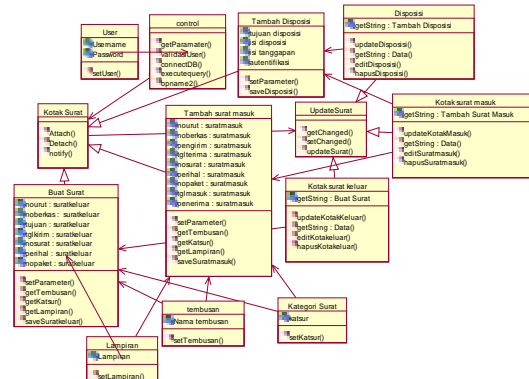 User
Username
Password
setUser()
control
getParamater()
validasiUser()
connectDB()
executequery()
opname2()
Tambah Disposisi
tujuan disposisi
isi disposisi
isi tanggapan
autentifikasi
setParameter()
saveDisposisi()
Disposisi
getString : Tambah Disposisi
updateDisposisi()
getString : Data()
editDisposisi()
hapusDisposisi()
Kotak Surat
Attach()
Detach()
notify()
Tambah surat masuk
nourut : suratmasuk
noberkas : suratmasuk
pengirim : suratmasuk
tglterima : suratmasuk
nosurat : suratmasuk
perihal : suratmasuk
nopaket : suratmasuk
tglmasuk : suratmasuk
penerima : suratmasuk
setParameter()
getTembusan()
getKatsur()
getLampiran()
saveSuratmasuk()
UpdateSurat
getChanged()
setChanged()
updateSurat()
Kotak surat masuk
getString : Tambah Surat Masuk
updateKotakMasuk()
getString : Data()
editSuratmasuk()
hapusSuratmasuk()
Kotak surat keluar
getString : Buat Surat
updateKotakKeluar()
getString : Data()
editKotakeluar()
hapusKotakeluar()
Buat Surat
nourut : suratkeluar
noberkas : suratkeluar
tujuan : suratkeluar
tglkirim : suratkeluar
nosurat : suratkeluar
perihal : suratkeluar
nopaket : suratkeluar
setParameter()
getTembusan()
getKatsur()
getLampiran()
saveSuratkeluar()
tembusan
Nama tembusan
setTembusan()
Kategori Surat
katsur
setKatsur()
Lampiran
Lampiran
setLampiran()